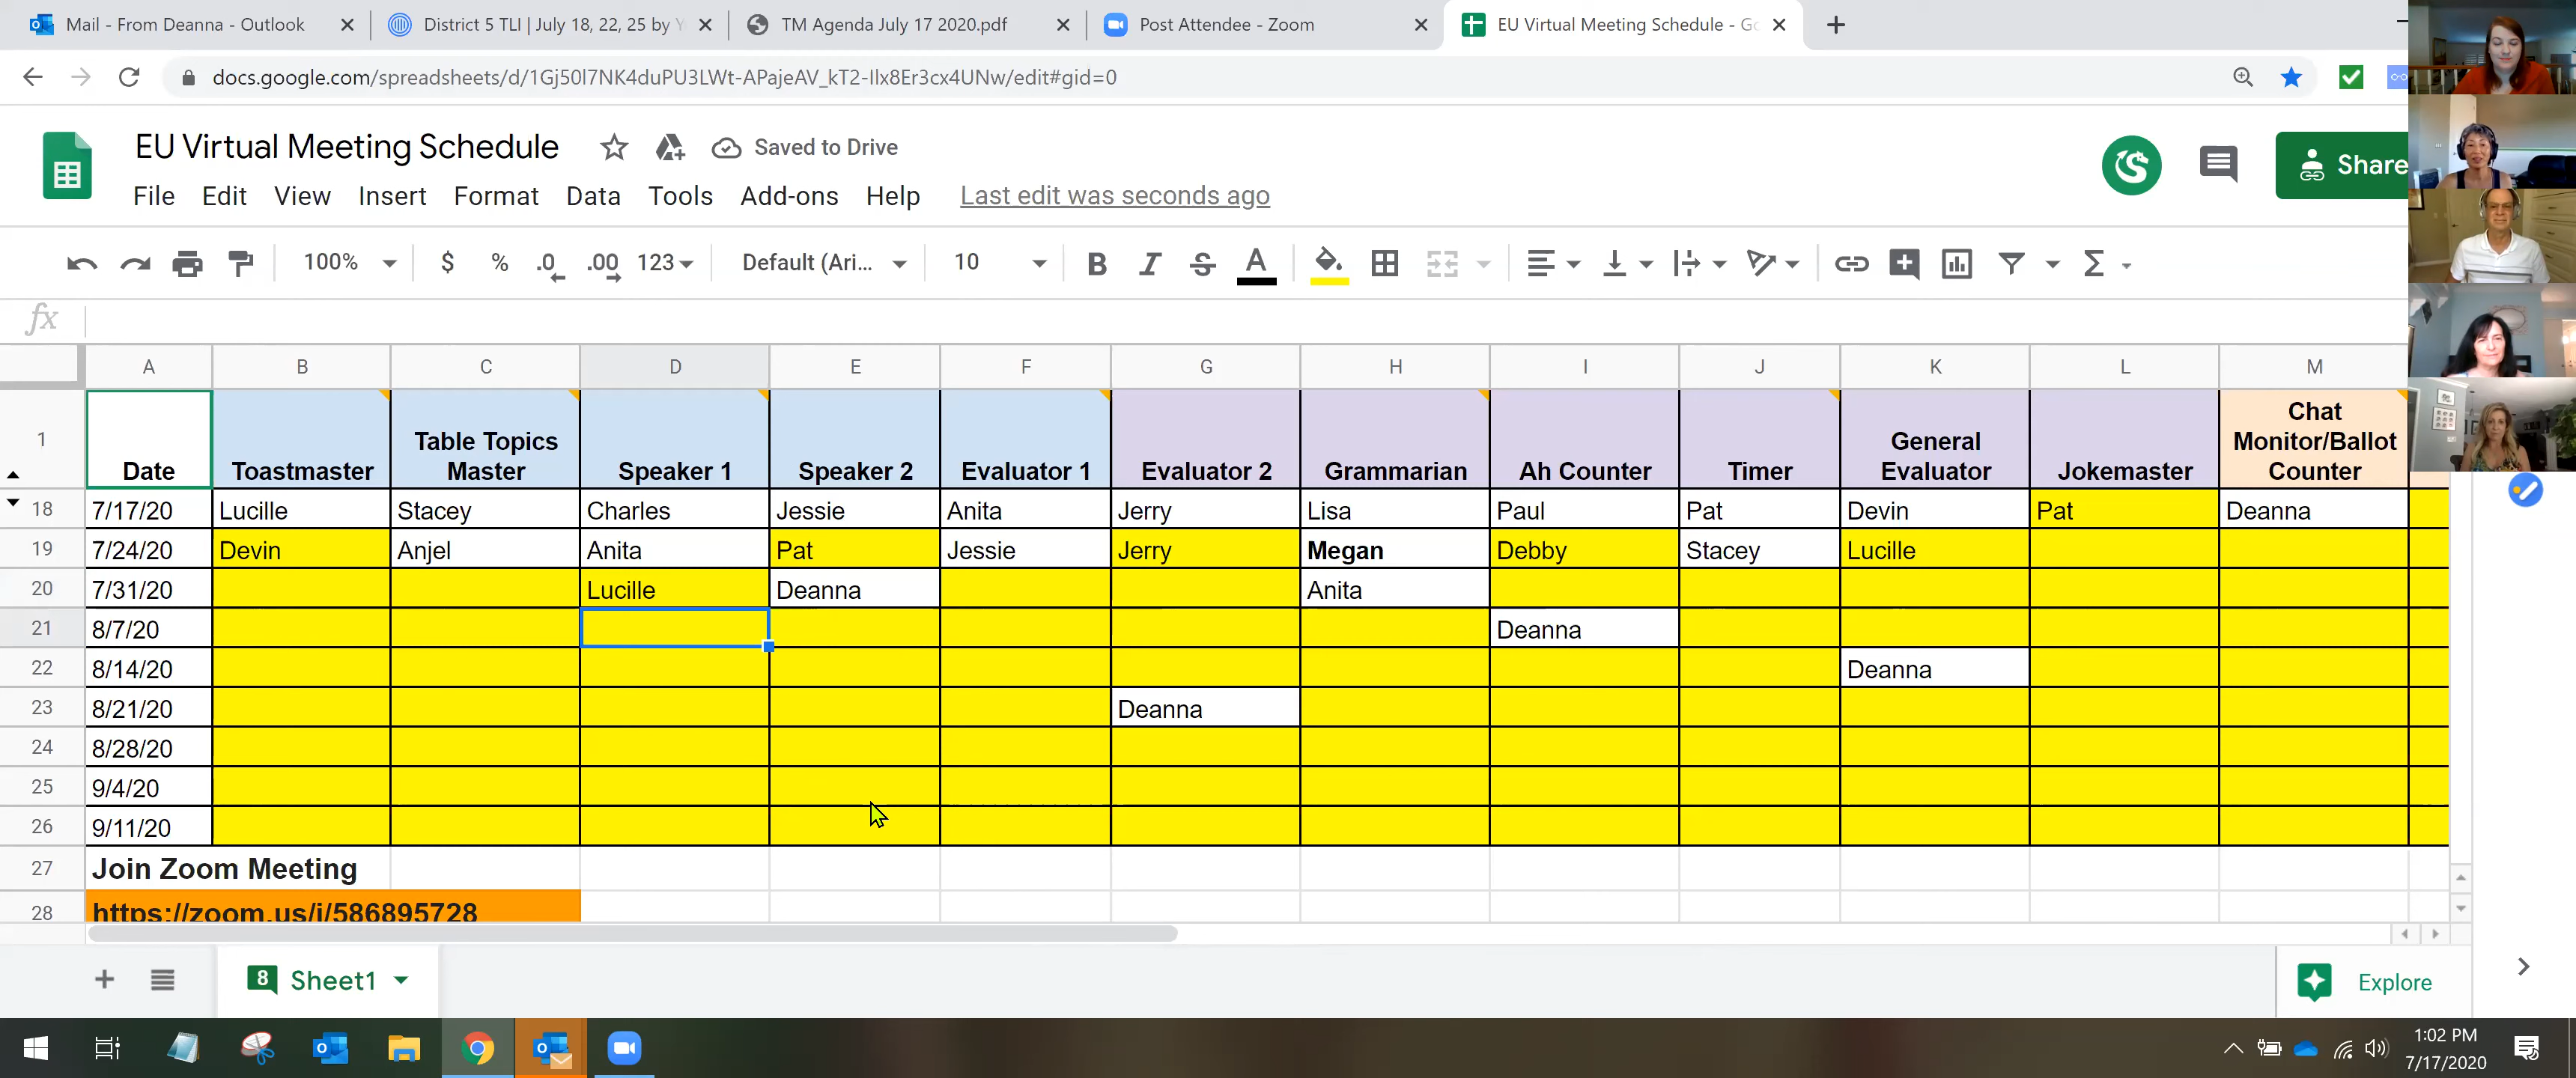 Mail - From Deanna - Outlook
District 5 TLI | July 18, 22, 25 by Y
TM Agenda July 17 2020.pdf
Post Attendee - Zoom
EU Virtual Meeting Schedule - Go
docs.google.com/spreadsheets/d/1Gj50l7NK4duPU3LWt-APajeAV_kT2-Ilx8Er3cx4UNw/edit#gid=0
EU Virtual Meeting Schedule
Saved to Drive
Share
File Edit View Insert Format Data Tools Add-ons Help Last edit was seconds ago
100% $ % .0 .00 123 Default (Ari... 10 B I S A
fx
A B C D E F G H I J K L M
1 Date Toastmaster Table Topics Master Speaker 1 Speaker 2 Evaluator 1 Evaluator 2 Grammarian Ah Counter Timer General Evaluator Jokemaster Chat Monitor/Ballot Counter
18 7/17/20 Lucille Stacey Charles Jessie Anita Jerry Lisa Paul Pat Devin Pat Deanna
19 7/24/20 Devin Anjel Anita Pat Jessie Jerry Megan Debby Stacey Lucille
20 7/31/20 Lucille Deanna Anita
21 8/7/20 Deanna
22 8/14/20 Deanna
23 8/21/20 Deanna
24 8/28/20
25 9/4/20
26 9/11/20
27 Join Zoom Meeting
28 https://zoom.us/j/586895728
8 Sheet1
Explore
1:02 PM
7/17/2020